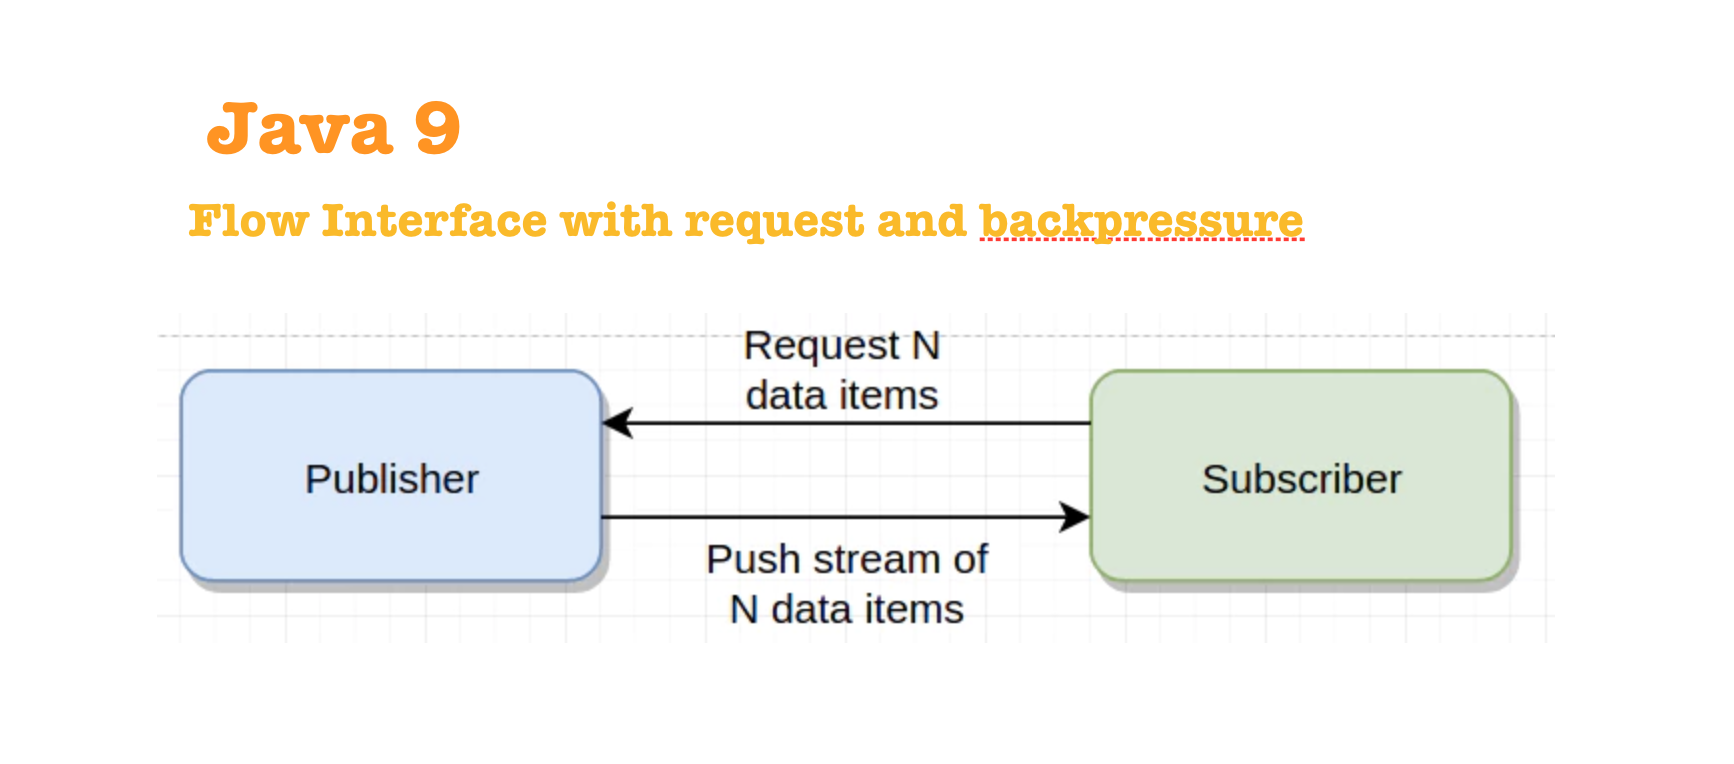 Java 9
Flow Interface with request and backpressure
Request N
data items
Publisher
Subscriber
Push stream of
N data items